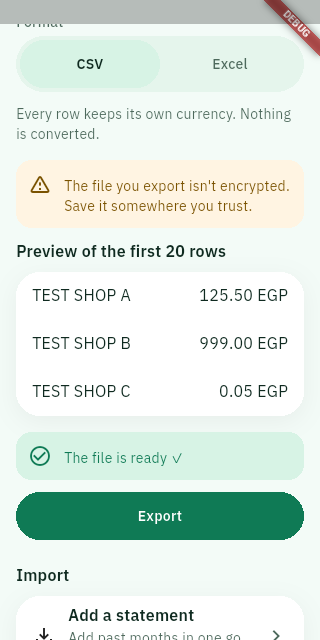 Format
DEBUG
CSV
Excel
Every row keeps its own currency. Nothing
is converted.
The file you export isn't encrypted.
Save it somewhere you trust.
Preview of the first 20 rows
TEST SHOP A 125.50 EGP
TEST SHOP B 999.00 EGP
TEST SHOP C 0.05 EGP
The file is ready ✓
Export
Import
Add a statement
Add past months in one go